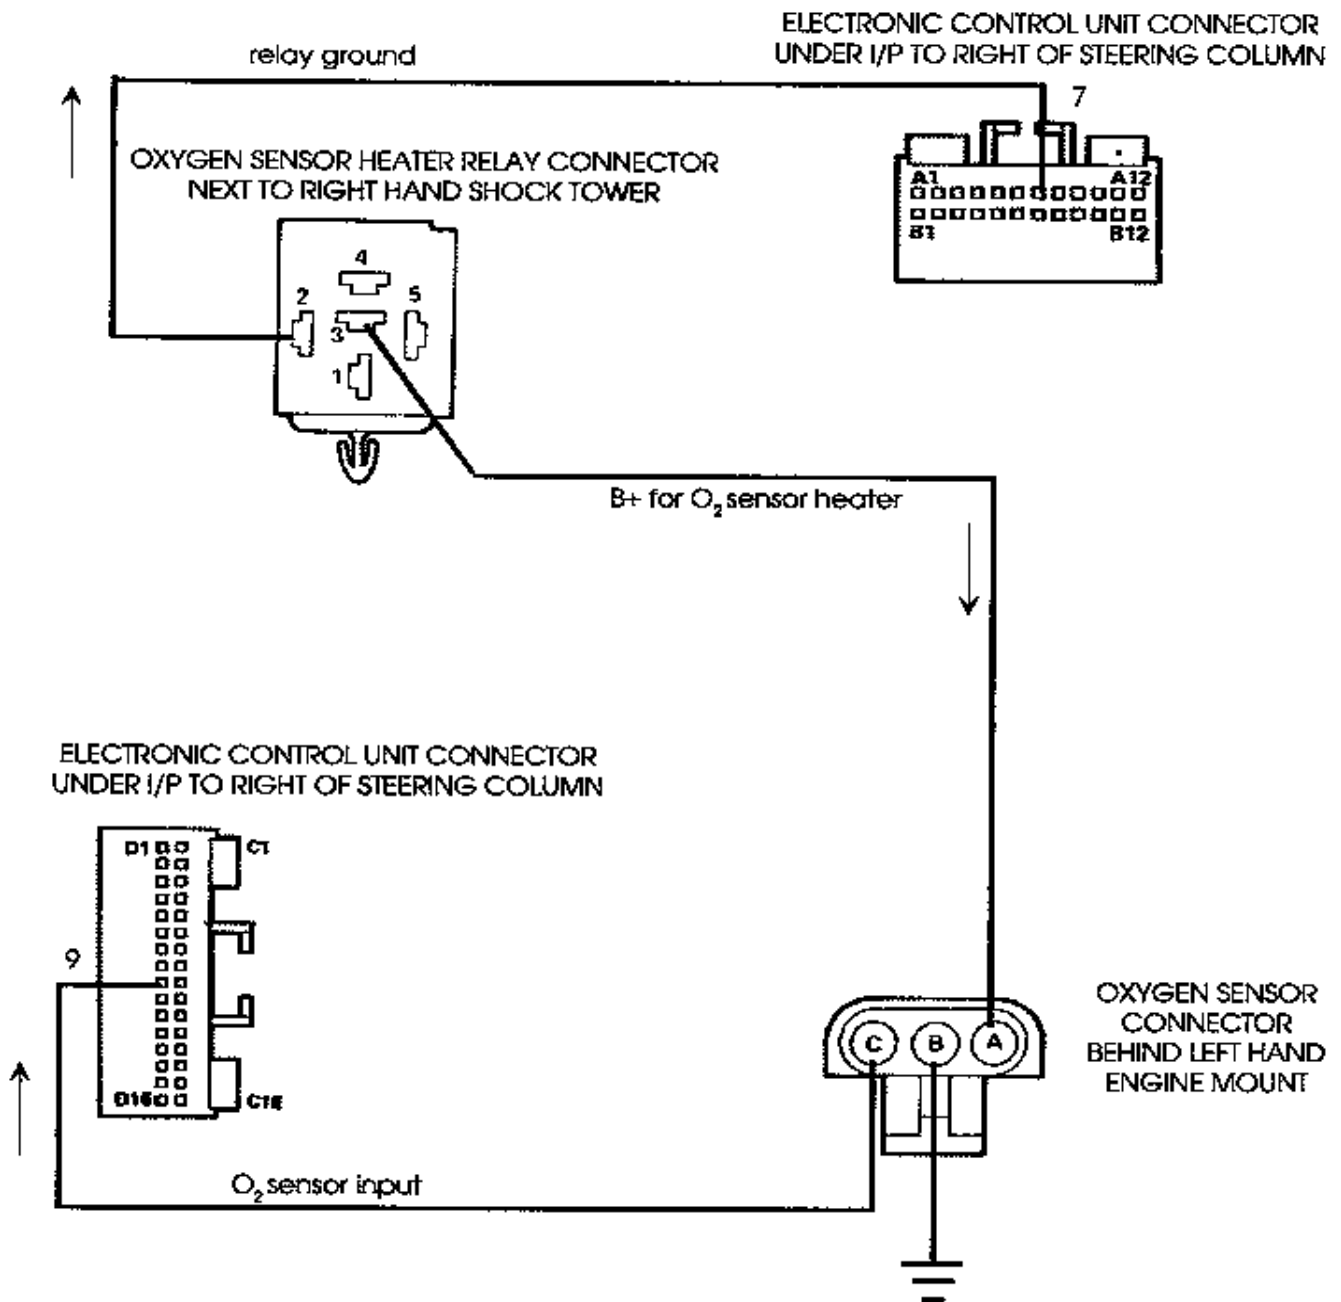 ELECTRONIC CONTROL UNIT CONNECTOR
UNDER I/P TO RIGHT OF STEERING COLUMN
relay ground
7
OXYGEN SENSOR HEATER RELAY CONNECTOR
NEXT TO RIGHT HAND SHOCK TOWER
A1 A12
B1 B12
4
2 5
3
1
B+ for O₂ sensor heater
ELECTRONIC CONTROL UNIT CONNECTOR
UNDER I/P TO RIGHT OF STEERING COLUMN
D1 C1
9
D16 C16
OXYGEN SENSOR
CONNECTOR
BEHIND LEFT HAND
ENGINE MOUNT
C B A
O₂ sensor input